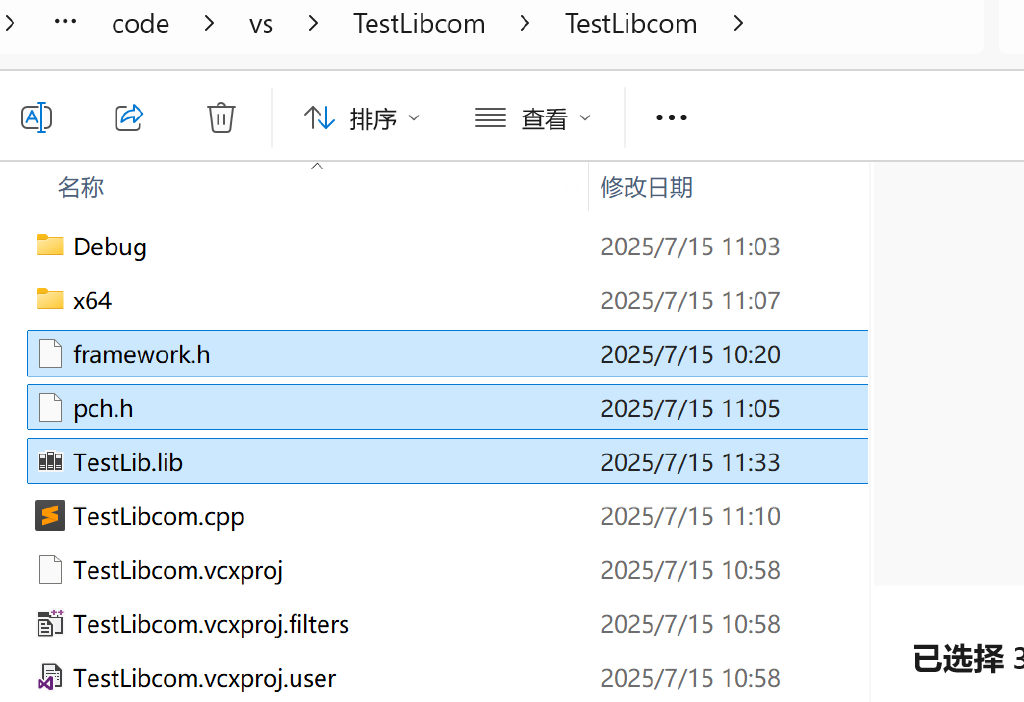 ··· code vs TestLibcom TestLibcom
排序 查看 ···
名称 修改日期
Debug 2025/7/15 11:03
x64 2025/7/15 11:07
framework.h 2025/7/15 10:20
pch.h 2025/7/15 11:05
TestLib.lib 2025/7/15 11:33
TestLibcom.cpp 2025/7/15 11:10
TestLibcom.vcxproj 2025/7/15 10:58
TestLibcom.vcxproj.filters 2025/7/15 10:58
已选择 3
TestLibcom.vcxproj.user 2025/7/15 10:58